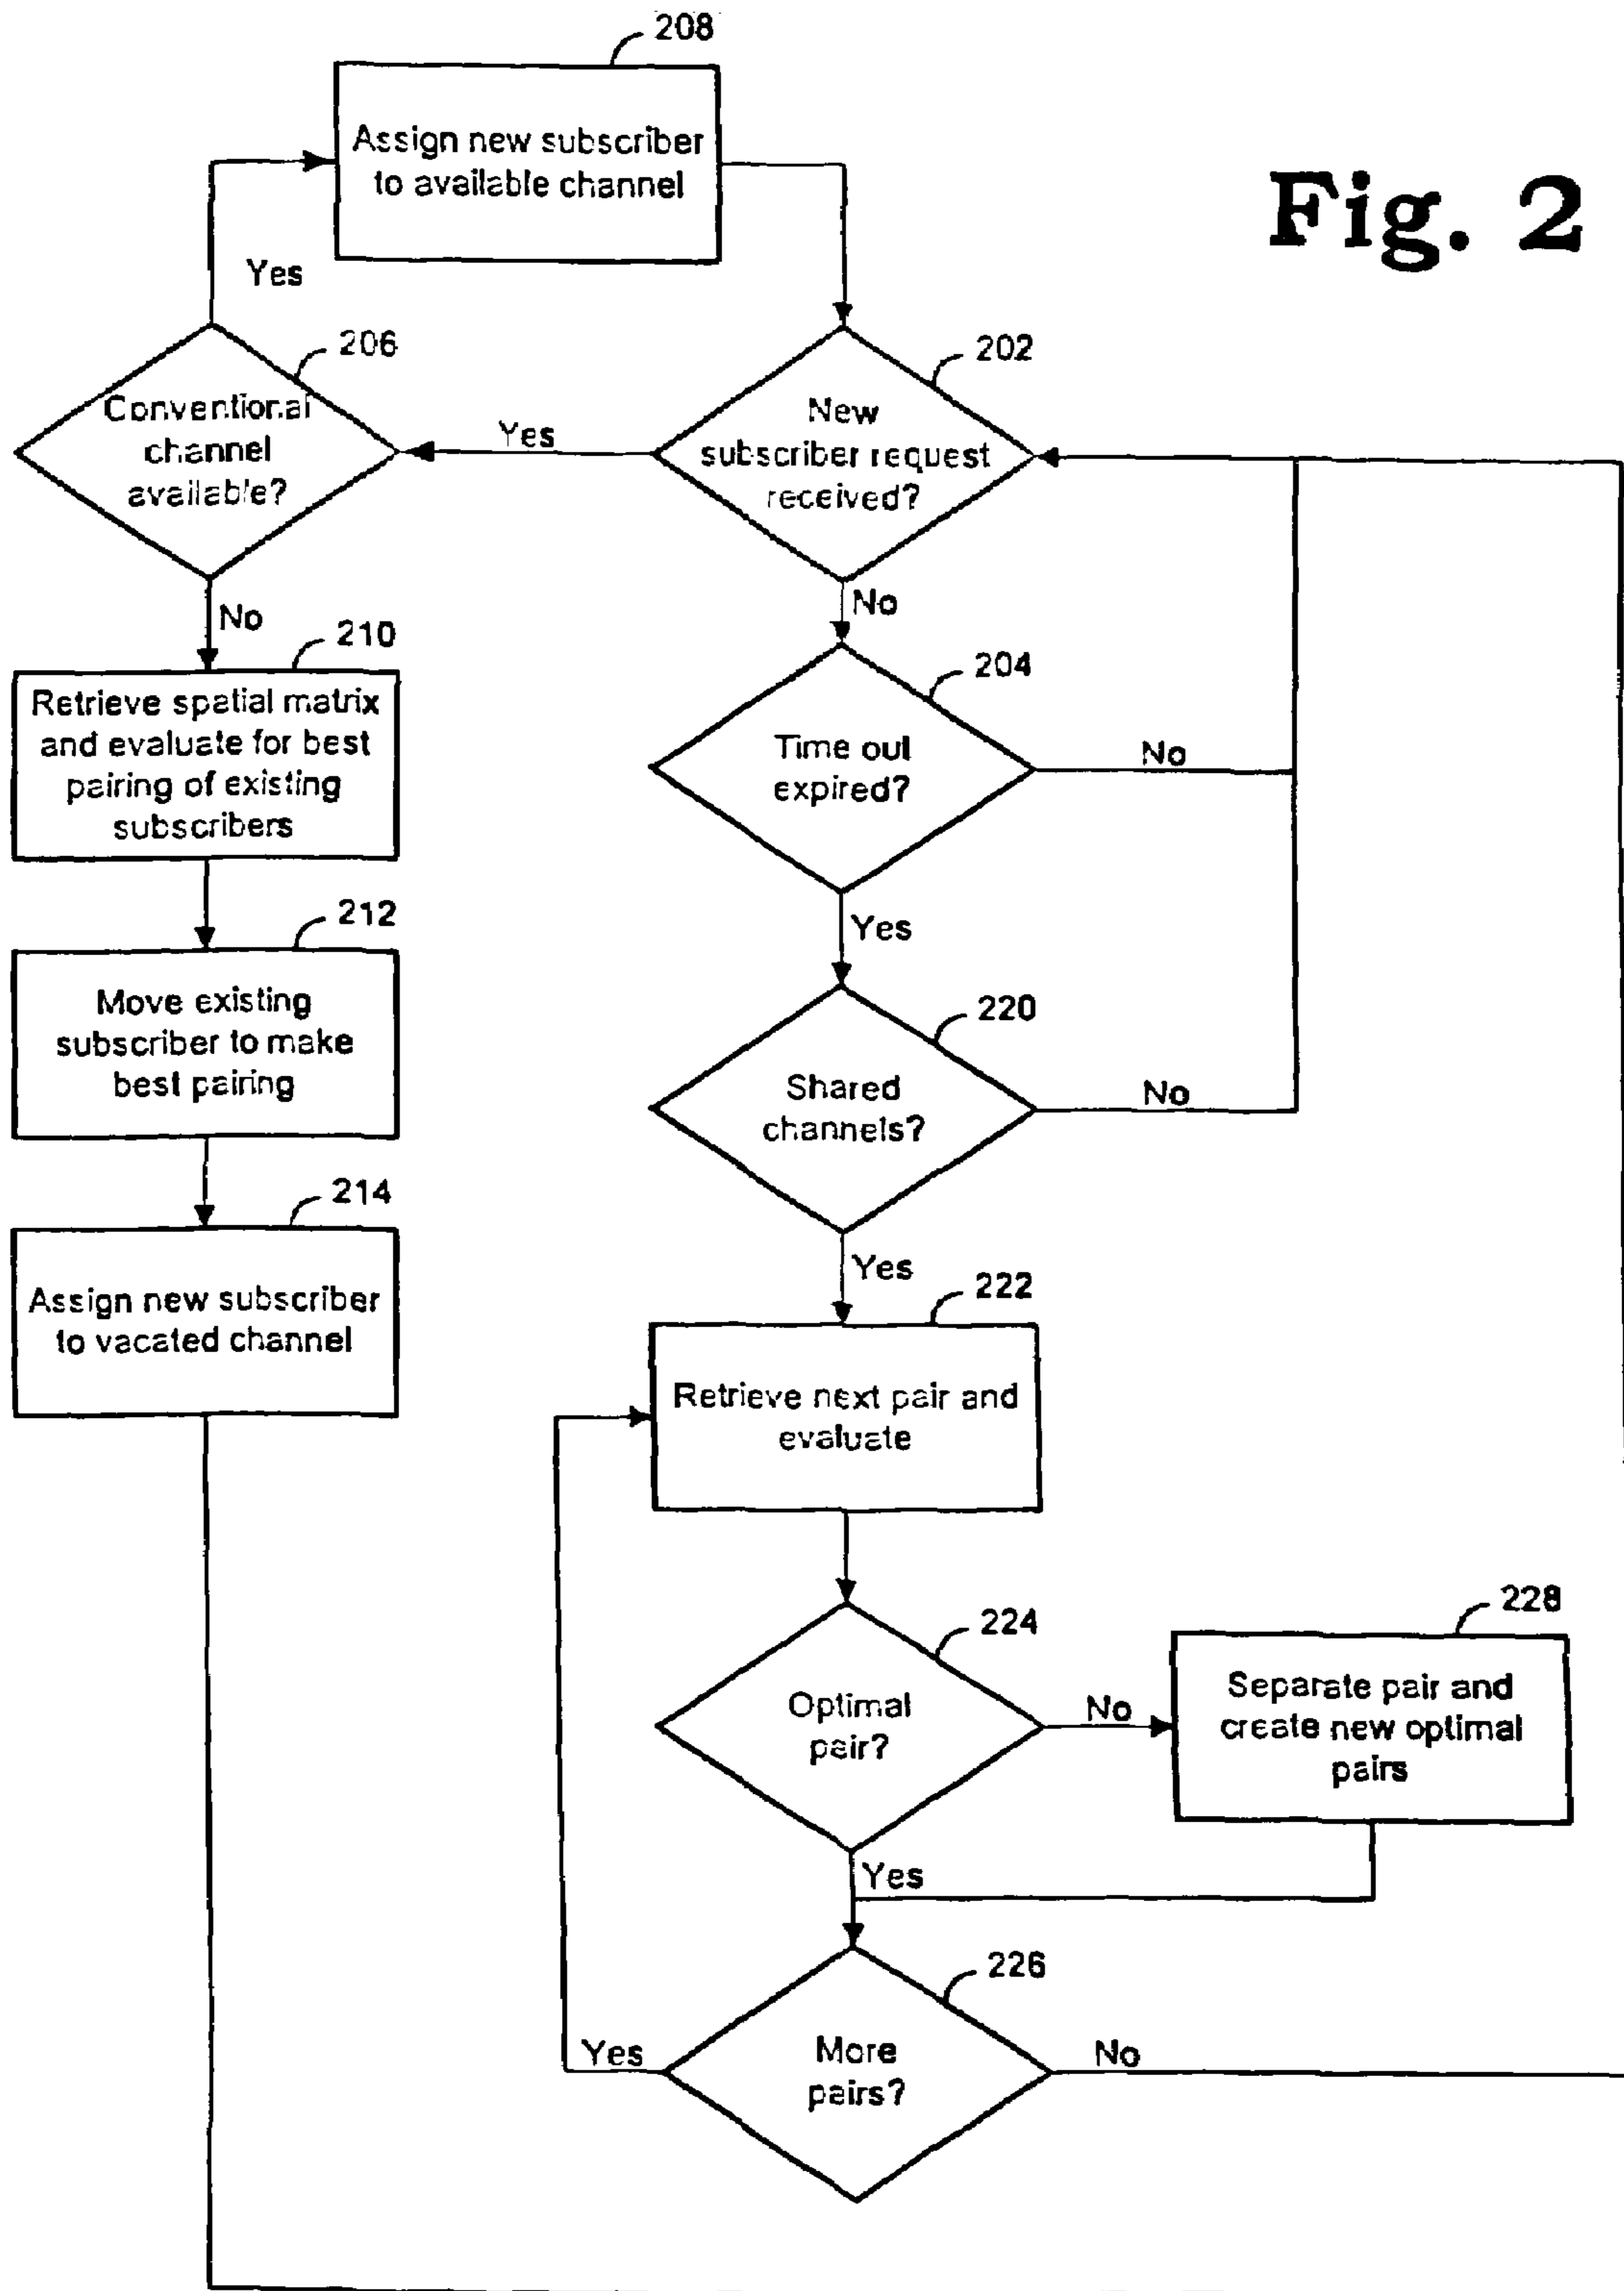 208
Assign new subscriber
to available channel
Fig. 2
Yes
206
Conventional
channel
available?
Yes
202
New
subscriber request
received?
No
No
210
Retrieve spatial matrix
and evaluate for best
pairing of existing
subscribers
204
Time out
expired?
No
Yes
212
Move existing
subscriber to make
best pairing
220
Shared
channels?
No
Yes
214
Assign new subscriber
to vacated channel
222
Retrieve next pair and
evaluate
224
Optimal
pair?
No
228
Separate pair and
create new optimal
pairs
Yes
226
More
pairs?
Yes
No